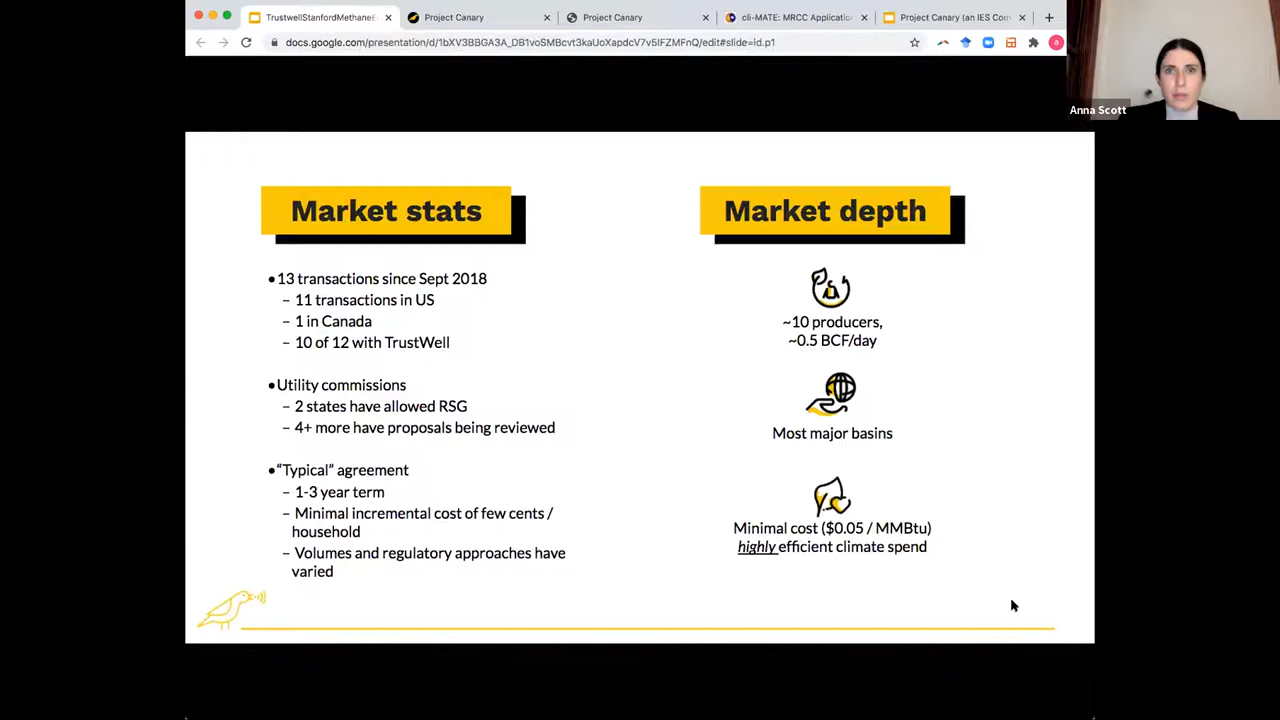 TrustwellStanfordMethaneE
Project Canary
Project Canary
cli-MATE: MRCC Application
Project Canary (an IES Com
docs.google.com/presentation/d/1bXV3BBGA3A_DB1voSMBcvt3kaUoXapdcV7v5IFZMFnQ/edit#slide=id.p1
a
Anna Scott
Market stats
•13 transactions since Sept 2018
– 11 transactions in US
– 1 in Canada
– 10 of 12 with TrustWell
•Utility commissions
– 2 states have allowed RSG
– 4+ more have proposals being reviewed
•“Typical” agreement
– 1-3 year term
– Minimal incremental cost of few cents /
household
– Volumes and regulatory approaches have
varied
Market depth
~10 producers,
~0.5 BCF/day
Most major basins
Minimal cost ($0.05 / MMBtu)
highly efficient climate spend